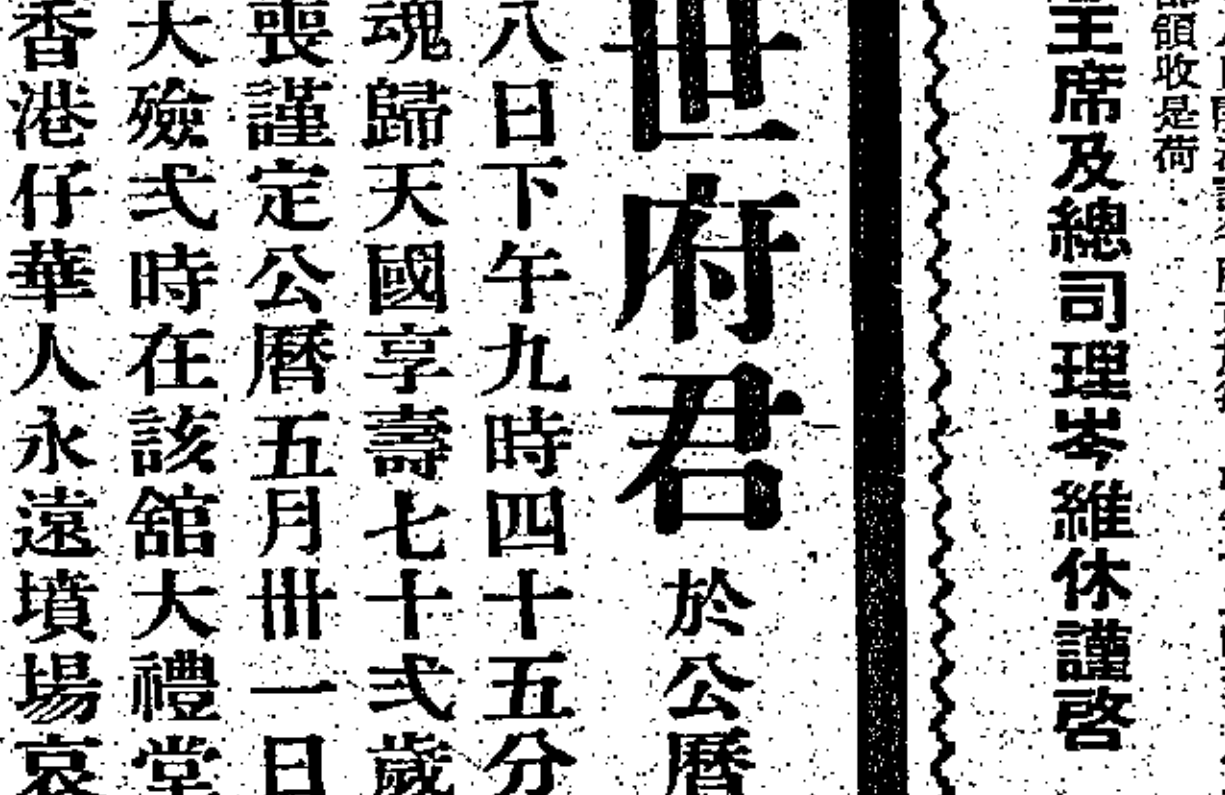 領收是荷
主席及總司理岑維休謹啓
世府君於公曆
八日下午九時四十五分
魂歸天國享壽七十弍歲
喪謹定公曆五月卅一日
大殮弍時在該舘大禮堂
香港仔華人永遠墳場哀